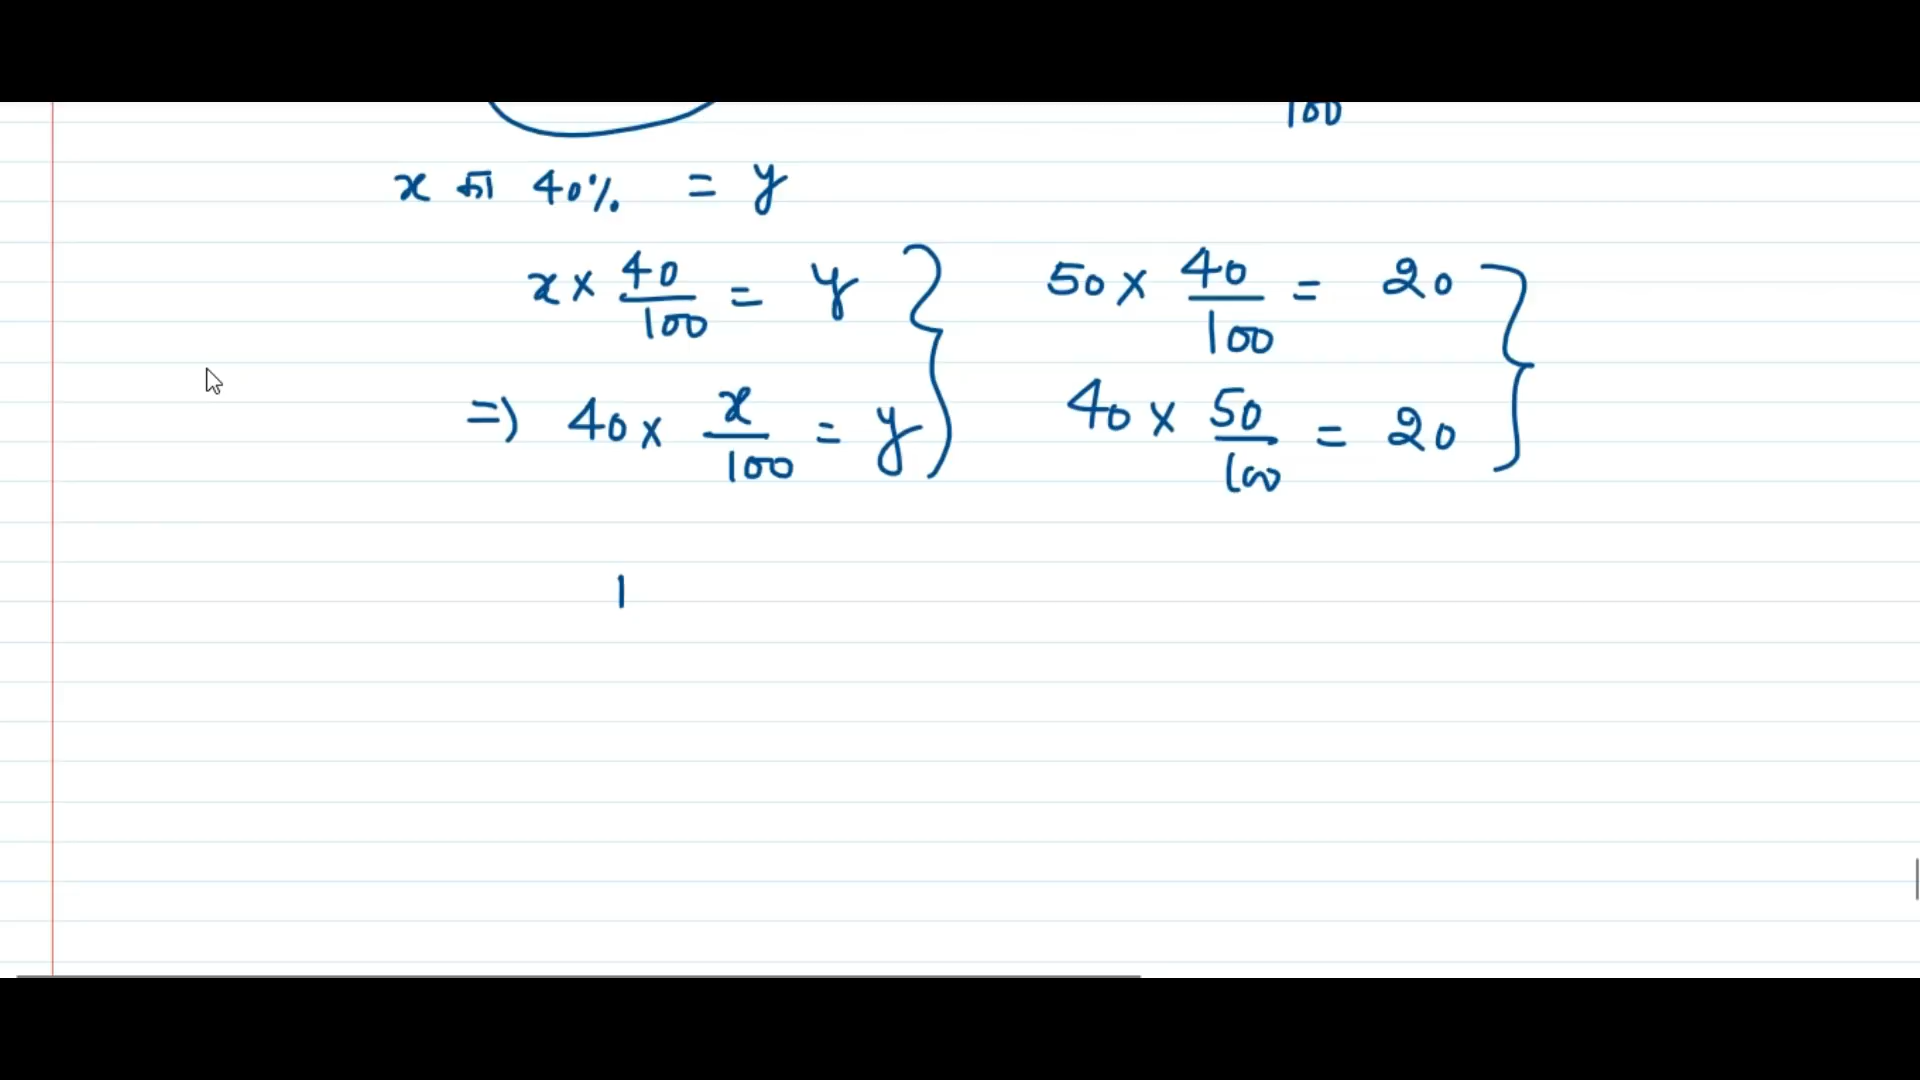 100
x का 40% = y
x × 40/100 = y } 50 × 40/100 = 20 }
=> 40 × x/100 = y 40 × 50/100 = 20
1